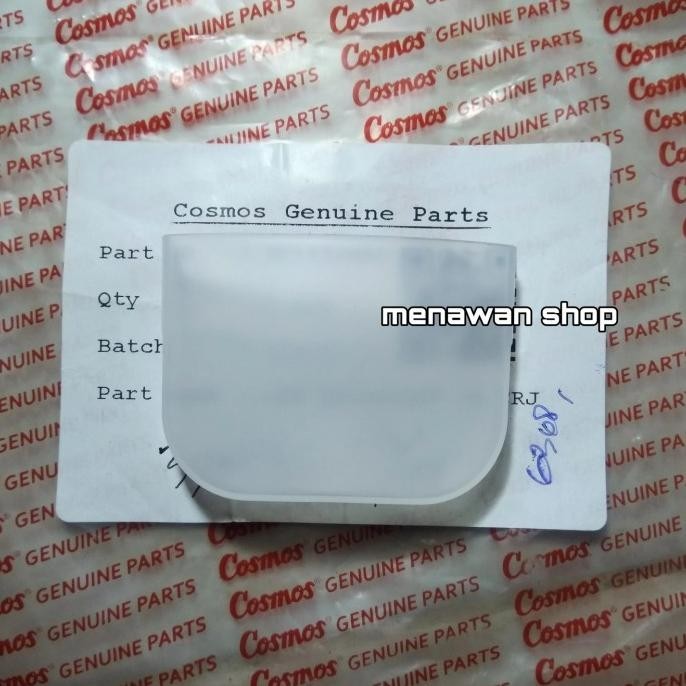 Cosmos GENUINE PARTS
Cosmos Genuine Parts
Part
Qty
Batch
Part RJ
menawan shop